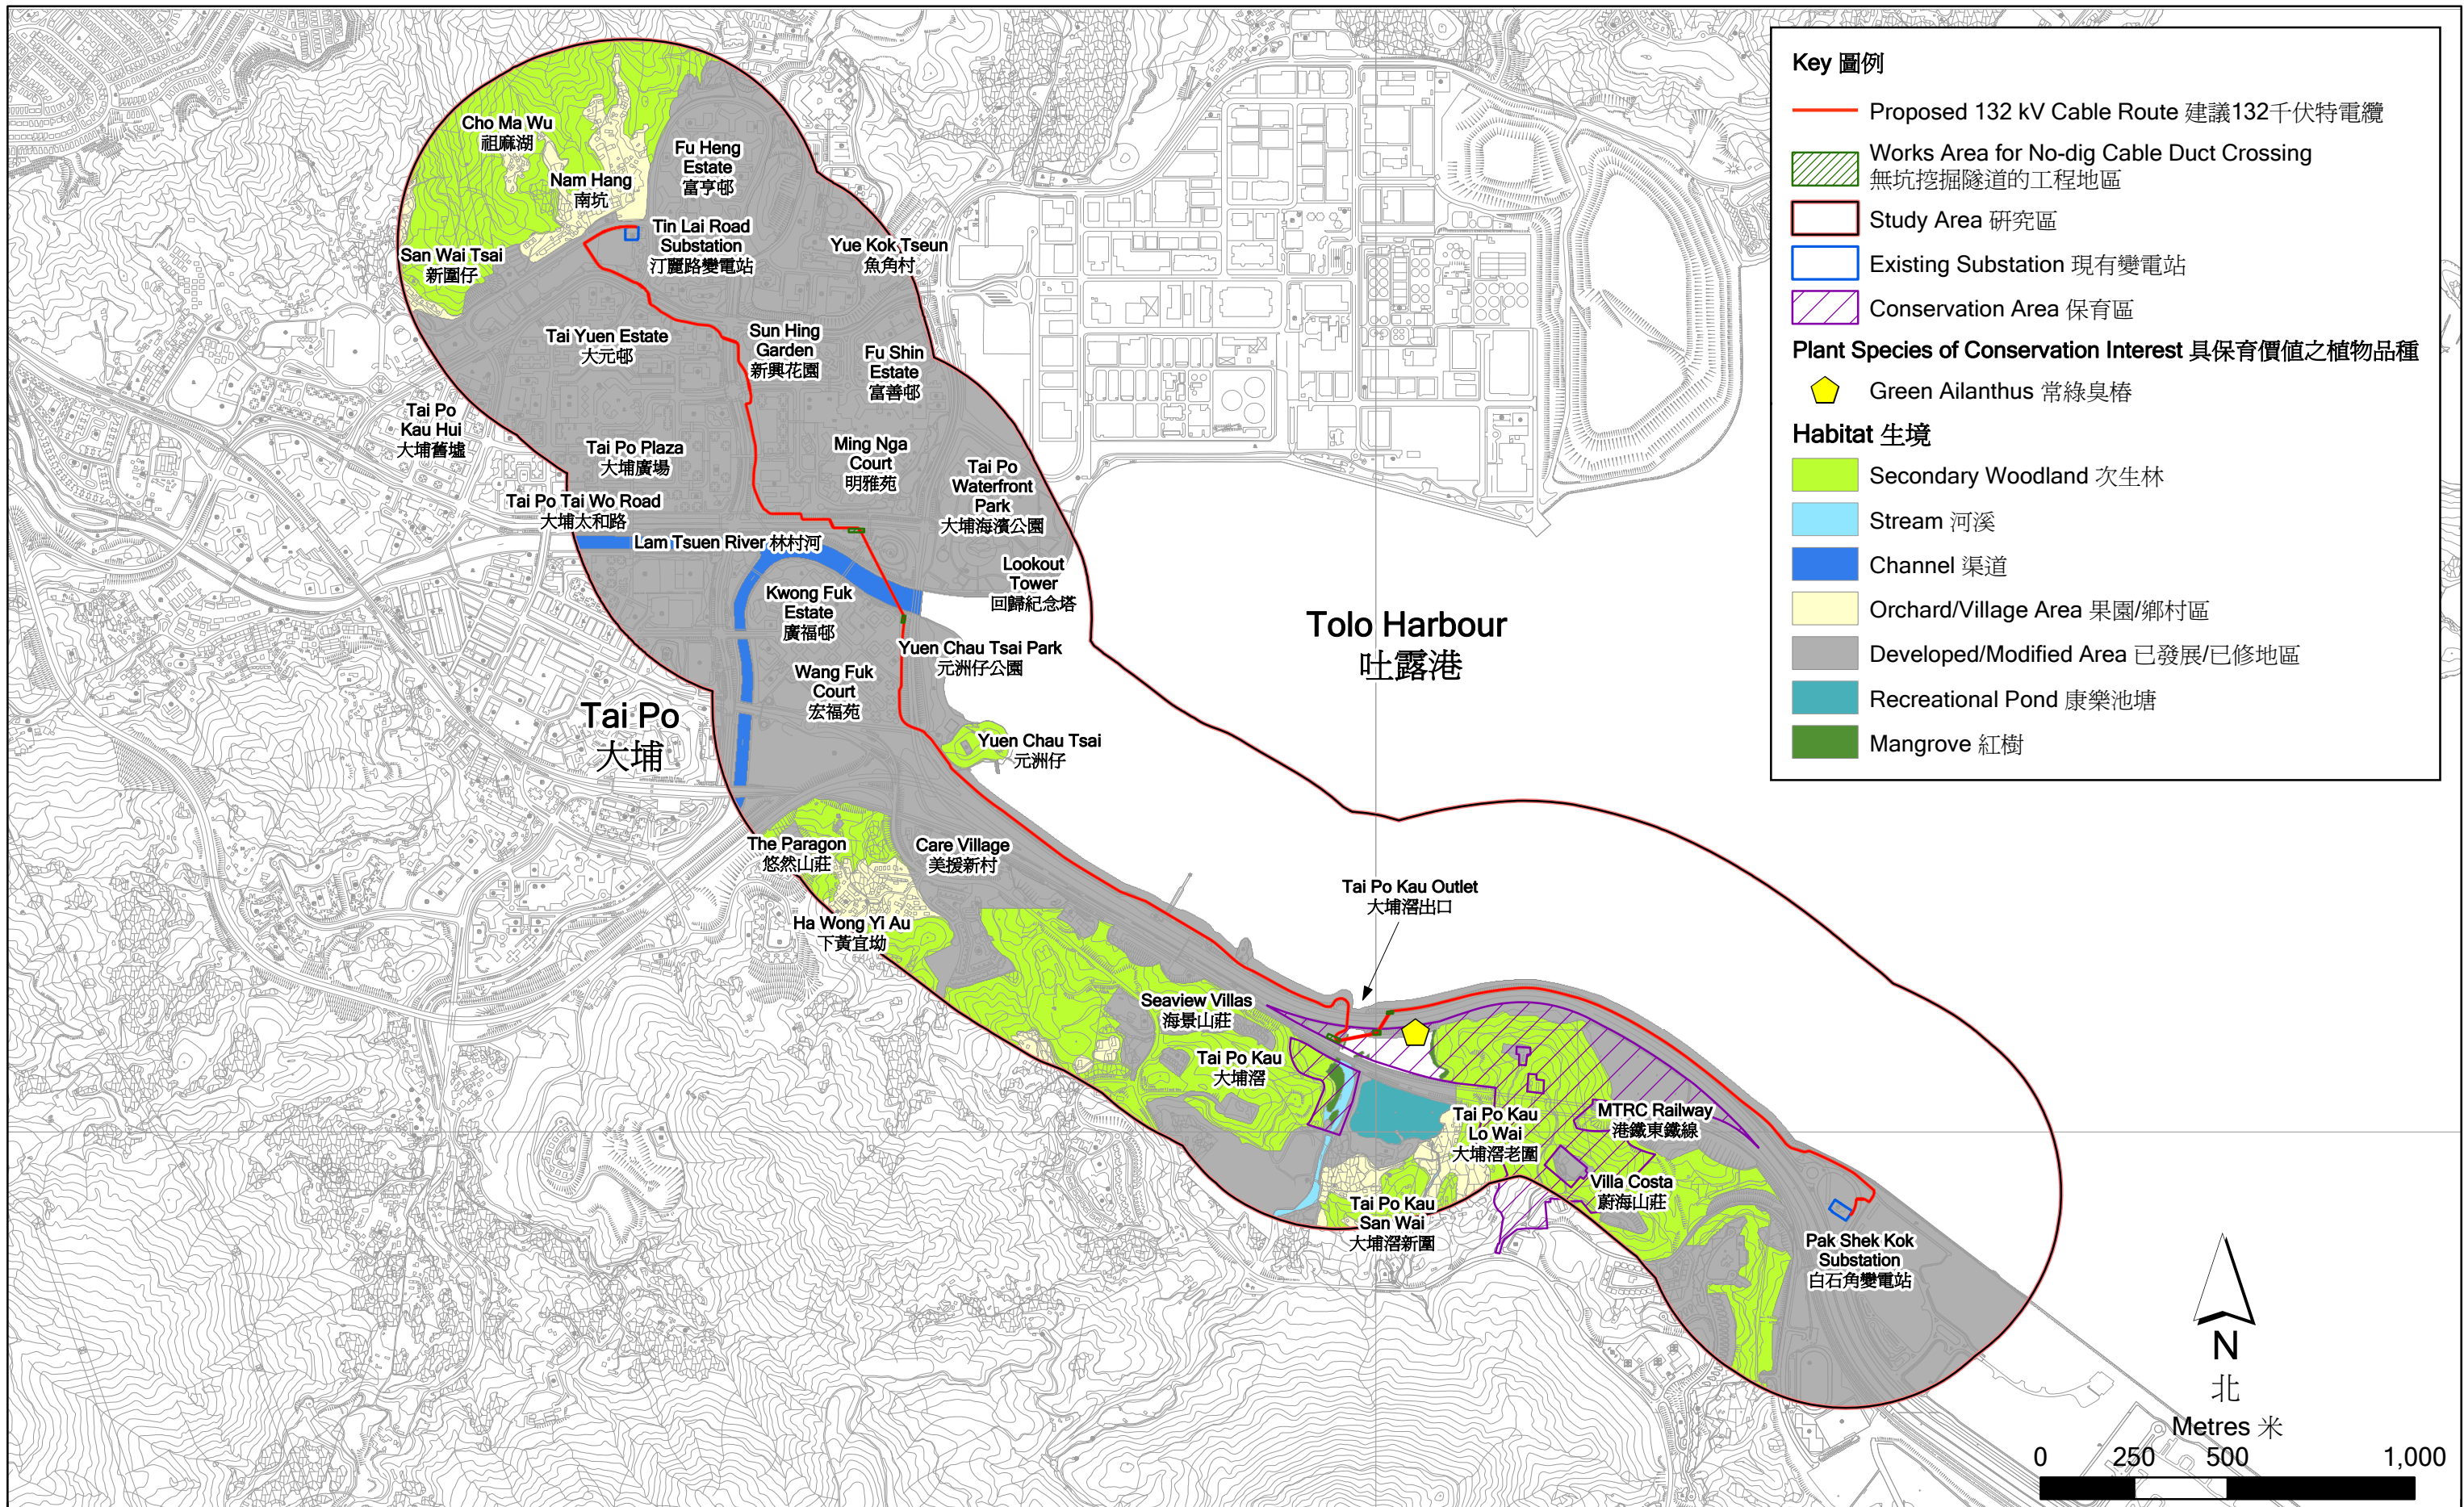 Cho Ma Wu
祖麻湖
Nam Hang
南坑
Fu Heng
Estate
富亨邨
San Wai Tsai
新圍仔
Tin Lai Road
Substation
汀麗路變電站
Yue Kok Tseun
魚角村
Tai Yuen Estate
大元邨
Sun Hing
Garden
新興花園
Fu Shin
Estate
富善邨
Tai Po
Kau Hui
大埔舊墟
Tai Po Plaza
大埔廣場
Ming Nga
Court
明雅苑
Tai Po
Waterfront
Park
大埔海濱公園
Tai Po Tai Wo Road
大埔太和路
Lam Tsuen River 林村河
Lookout
Tower
回歸紀念塔
Kwong Fuk
Estate
廣福邨
Yuen Chau Tsai Park
元洲仔公園
Wang Fuk
Court
宏福苑
Tai Po
大埔
Yuen Chau Tsai
元洲仔
Tolo Harbour
吐露港
The Paragon
悠然山莊
Care Village
美援新村
Ha Wong Yi Au
下黃宜坳
Tai Po Kau Outlet
大埔滘出口
Seaview Villas
海景山莊
Tai Po Kau
大埔滘
Tai Po Kau
Lo Wai
大埔滘老圍
MTRC Railway
港鐵東鐵線
Villa Costa
蔚海山莊
Tai Po Kau
San Wai
大埔滘新圍
Pak Shek Kok
Substation
白石角變電站
Key 圖例
Proposed 132 kV Cable Route 建議132千伏特電纜
Works Area for No-dig Cable Duct Crossing
無坑挖掘隧道的工程地區
Study Area 研究區
Existing Substation 現有變電站
Conservation Area 保育區
Plant Species of Conservation Interest 具保育價值之植物品種
Green Ailanthus 常綠臭椿
Habitat 生境
Secondary Woodland 次生林
Stream 河溪
Channel 渠道
Orchard/Village Area 果園/鄉村區
Developed/Modified Area 已發展/已修地區
Recreational Pond 康樂池塘
Mangrove 紅樹
N
北
Metres 米
0 250 500 1,000